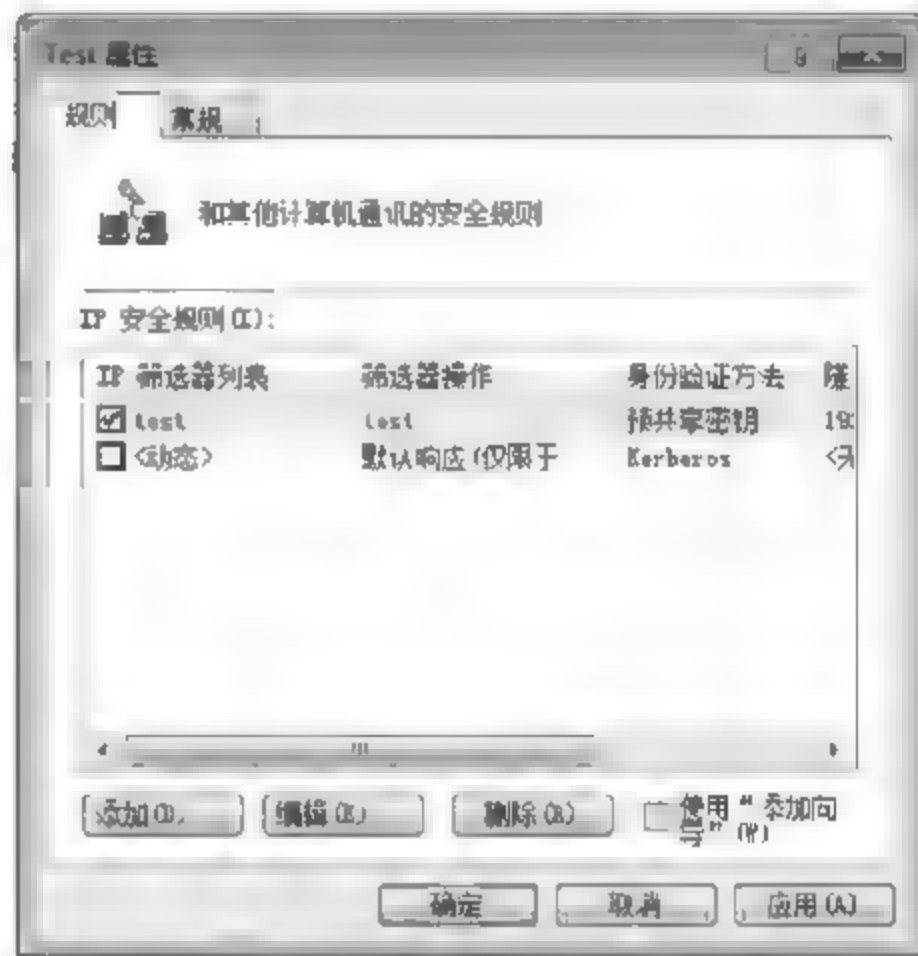 Test 属性
规则 常规
和其他计算机通讯的安全规则
IP 安全规则(I):
IP 筛选器列表 筛选器操作 身份验证方法 隧
test test 预共享密钥 192
<动态> 默认响应(仅限于 Kerberos <无
添加(D)... 编辑(E)... 删除(R) 使用“添加向
导”(W)
确定 取消 应用(A)